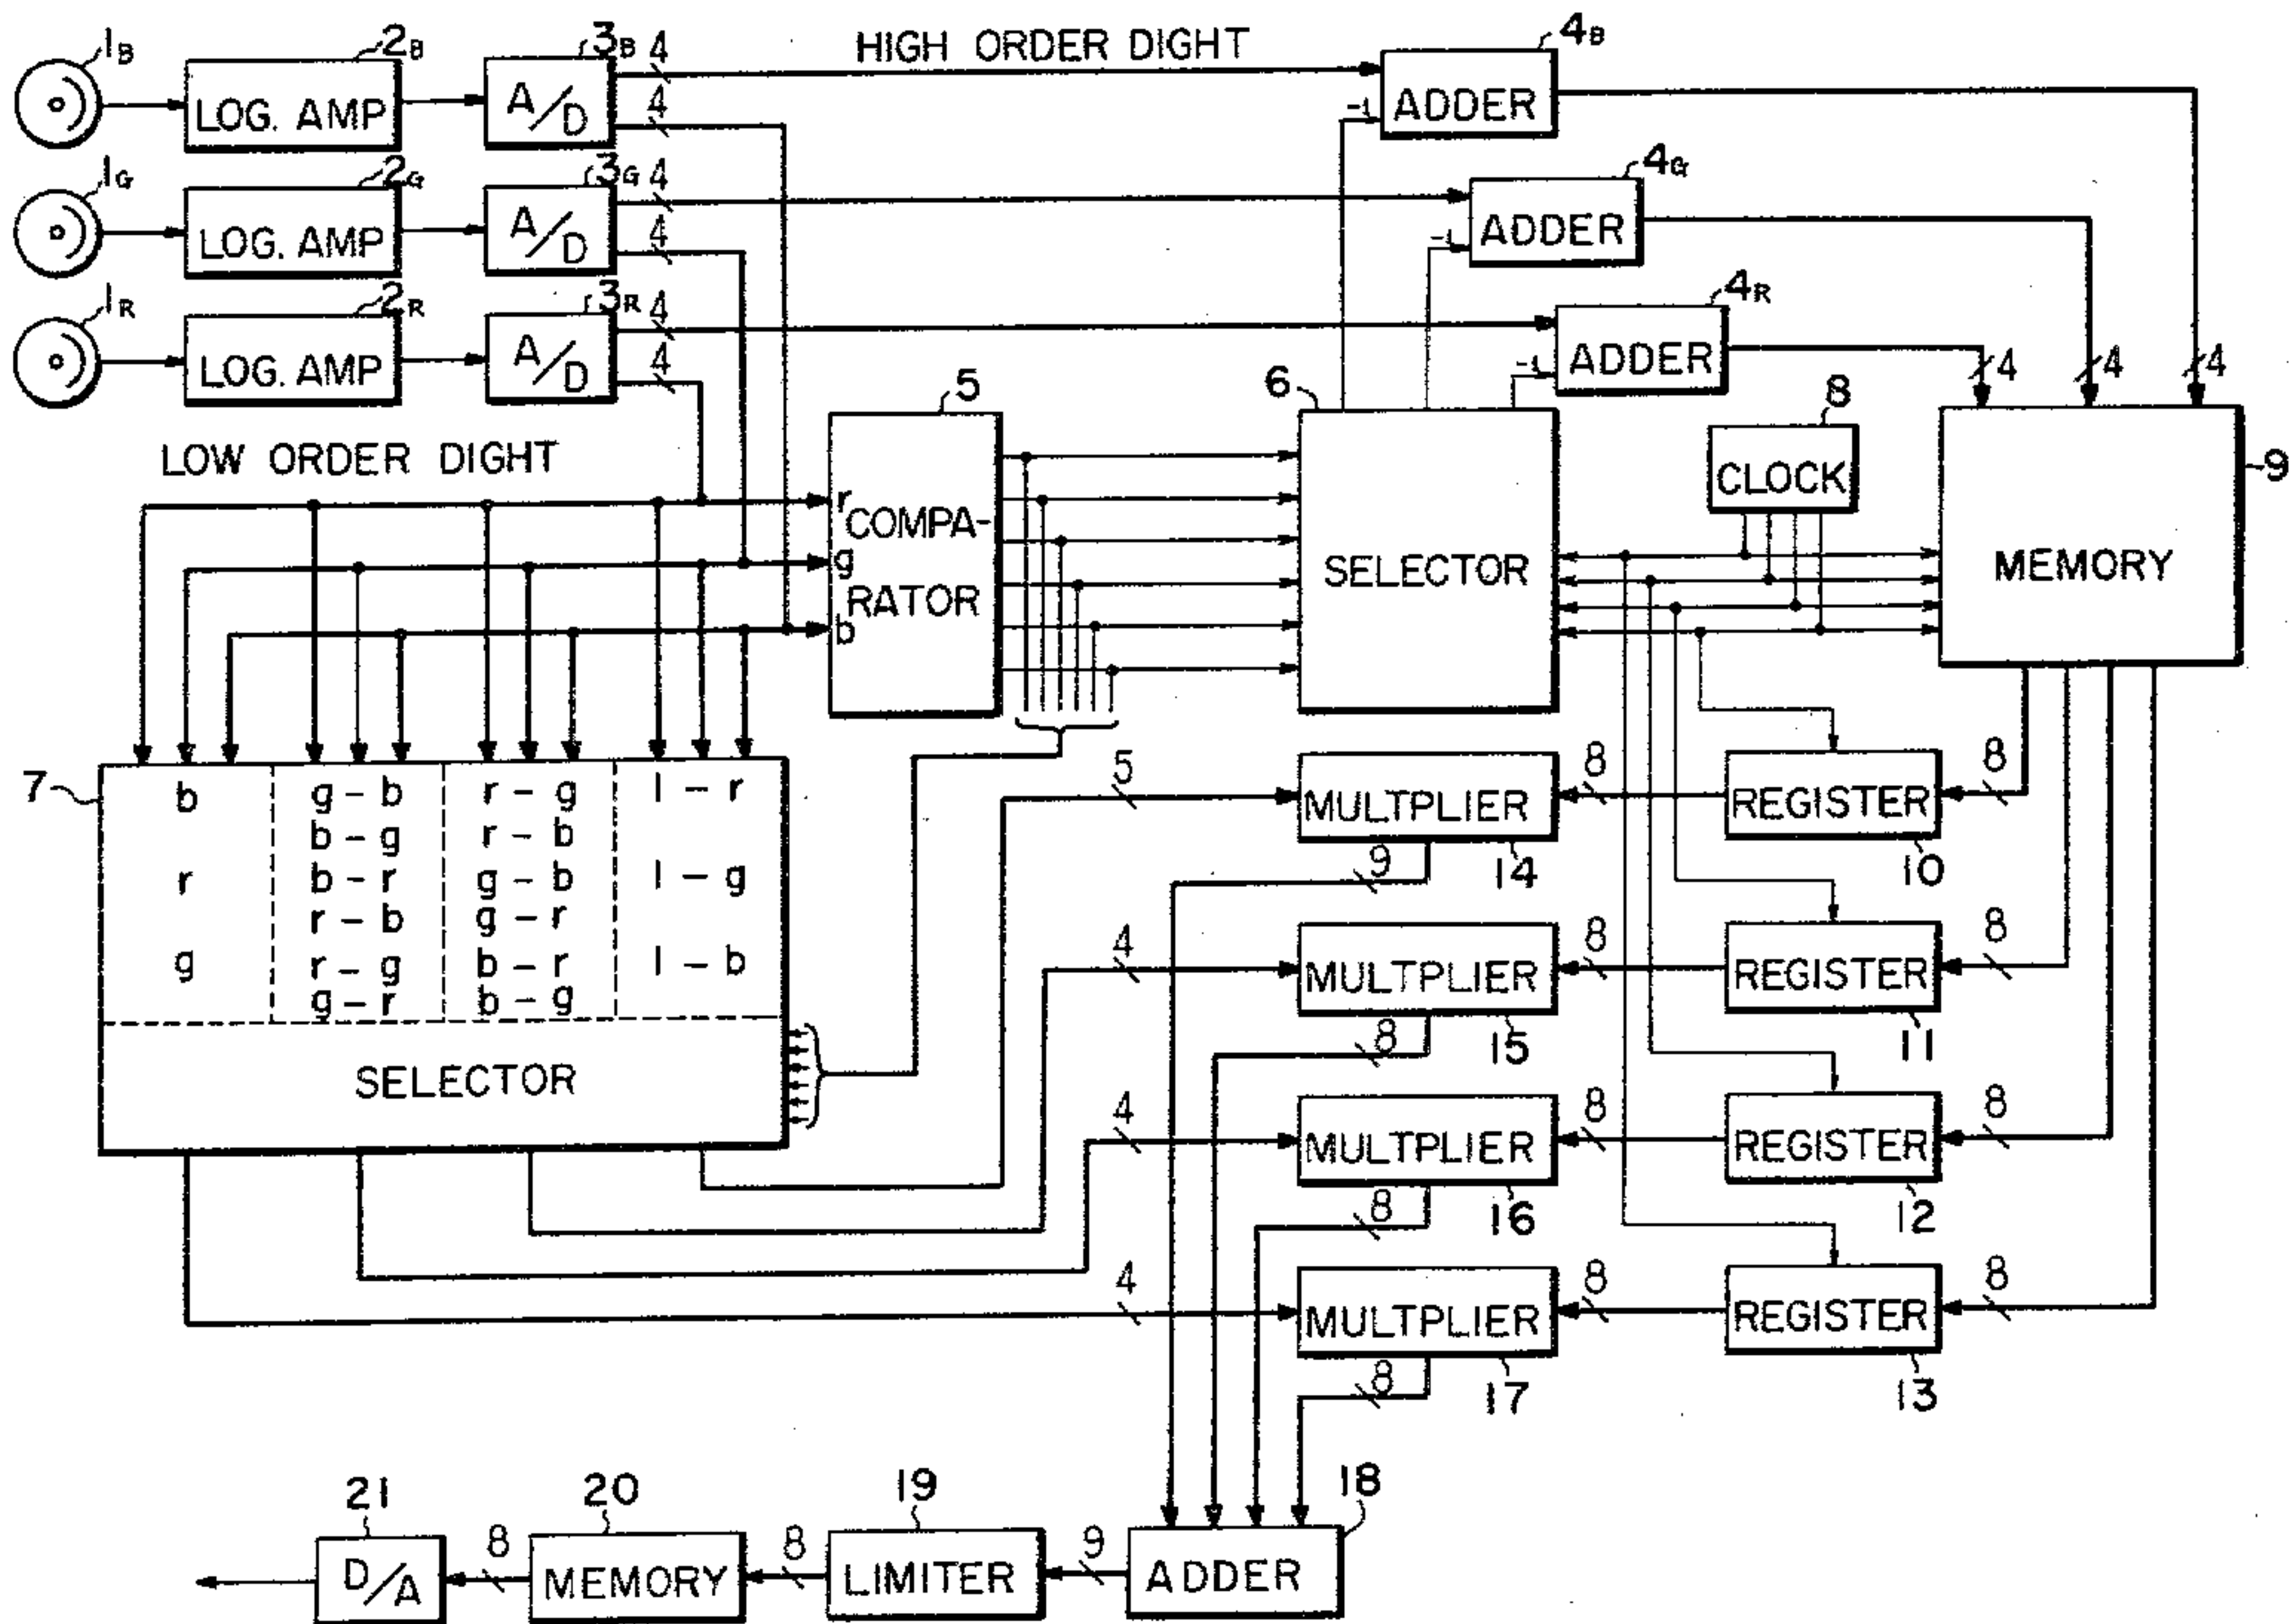 1B 2B 3B 4 HIGH ORDER DIGHT 4B
LOG. AMP A/D 4 -1 ADDER
1G 2G 3G 4 4G
LOG. AMP A/D 4 -1 ADDER
1R 2R 3R 4 4R
LOG. AMP A/D 4 -1 ADDER 4 4 4
5 6 8
LOW ORDER DIGHT CLOCK 9
r
COMPA-
g
RATOR
b
SELECTOR MEMORY
7
b g-b r-g 1-r
b-g r-b
r b-r g-b 1-g
r-b g-r
g r-g b-r 1-b
g-r b-g
SELECTOR
5 MULTPLIER 8 REGISTER 8
9 14 10
4 MULTPLIER 8 REGISTER 8
8 15 11
4 MULTPLIER 8 REGISTER 8
8 16 12
4 MULTPLIER 8 REGISTER 8
8 17 13
21 20 19 18
D/A 8 MEMORY 8 LIMITER 9 ADDER